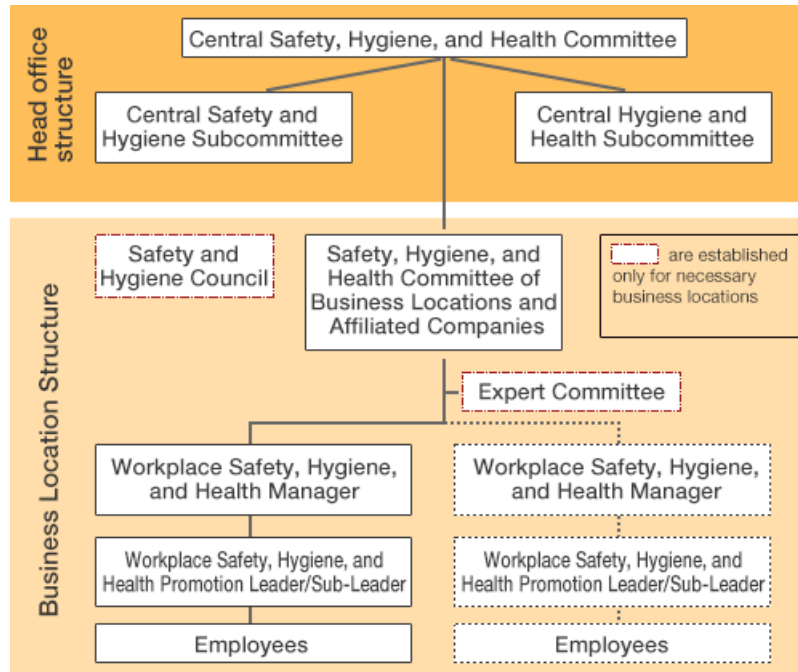 Head office
structure
Central Safety, Hygiene, and Health Committee
Central Safety and
Hygiene Subcommittee
Central Hygiene and
Health Subcommittee
Business Location Structure
Safety and
Hygiene Council
Safety, Hygiene, and
Health Committee of
Business Locations and
Affiliated Companies
are established
only for necessary
business locations
Expert Committee
Workplace Safety, Hygiene,
and Health Manager
Workplace Safety, Hygiene, and
Health Promotion Leader/Sub-Leader
Employees
Workplace Safety, Hygiene,
and Health Manager
Workplace Safety, Hygiene, and
Health Promotion Leader/Sub-Leader
Employees